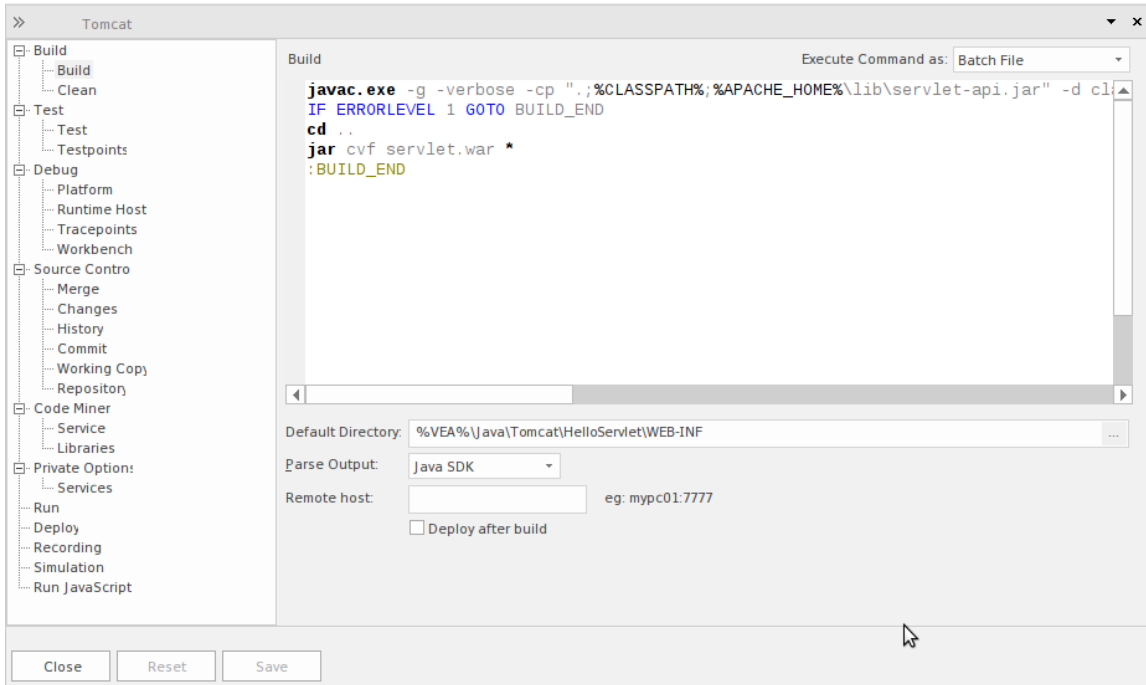 Tomcat
Build
Build
Clean
Test
Test
Testpoints
Debug
Platform
Runtime Host
Tracepoints
Workbench
Source Contro
Merge
Changes
History
Commit
Working Copy
Repository
Code Miner
Service
Libraries
Private Options
Services
Run
Deploy
Recording
Simulation
Run JavaScript
Build
Execute Command as: Batch File
javac.exe -g -verbose -cp ".;%CLASSPATH%;%APACHE_HOME%\lib\servlet-api.jar" -d
IF ERRORLEVEL 1 GOTO BUILD_END
cd ..
jar cvf servlet.war *
:BUILD_END
Default Directory: %VEA%\Java\Tomcat\HelloServlet\WEB-INF ...
Parse Output: Java SDK
Remote host: eg: mypc01:7777
Deploy after build
Close Reset Save